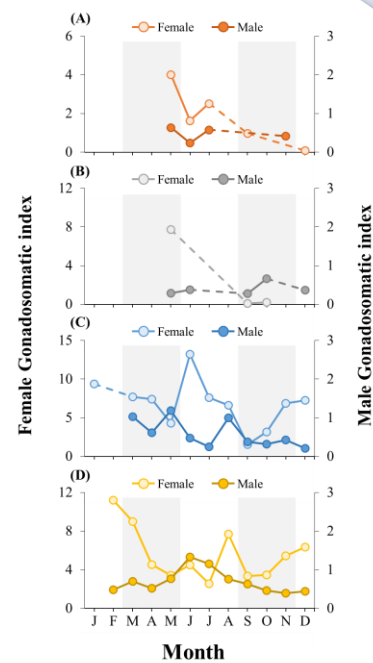 (A)
Female Male
6 3
4 2
2 1
0 0
(B)
Female Male
12 3
8 2
4 1
0 0
(C)
Female Male
15 3
10 2
5 1
0 0
(D)
Female Male
12 3
8 2
4 1
0 0
J F M A M J J A S O N D
Month
Female Gonadosomatic index
Male Gonadosomatic index